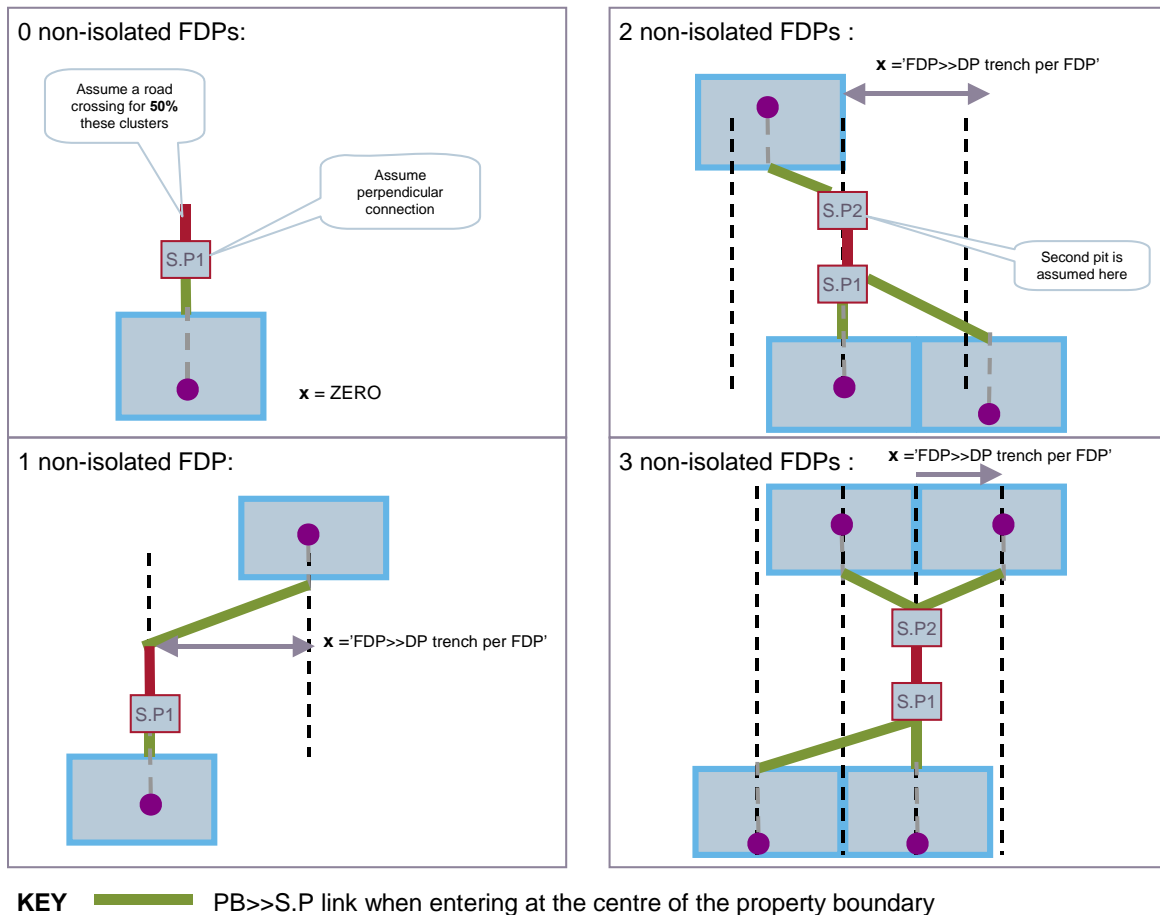 0 non-isolated FDPs:
Assume a road
crossing for 50%
these clusters
Assume
perpendicular
connection
S.P1
x = ZERO
2 non-isolated FDPs :
x ='FDP>>DP trench per FDP'
S.P2
S.P1
Second pit is
assumed here
1 non-isolated FDP:
x ='FDP>>DP trench per FDP'
S.P1
3 non-isolated FDPs :
x ='FDP>>DP trench per FDP'
S.P2
S.P1
KEY PB>>S.P link when entering at the centre of the property boundary